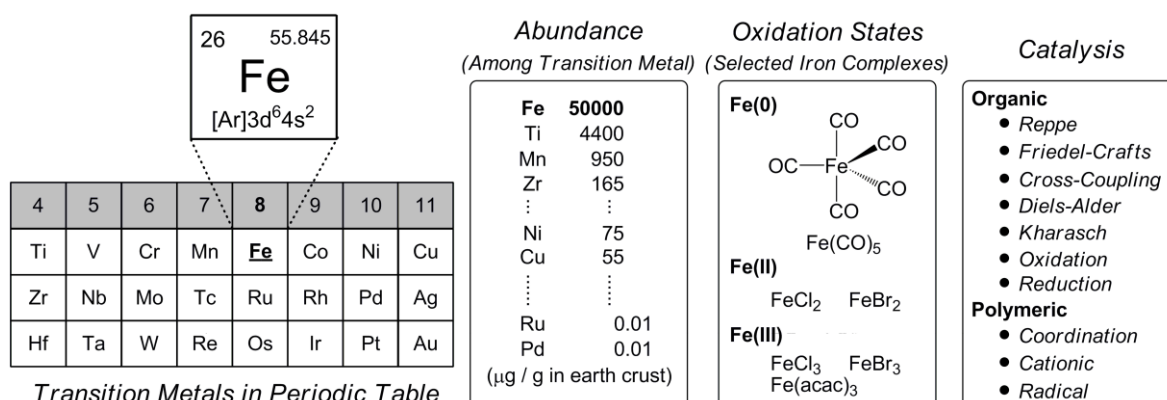 26 55.845
Fe
[Ar]3d⁶4s²
4 5 6 7 8 9 10 11
Ti V Cr Mn Fe Co Ni Cu
Zr Nb Mo Tc Ru Rh Pd Ag
Hf Ta W Re Os Ir Pt Au
Transition Metals in Periodic Table
Abundance
(Among Transition Metal)
Fe 50000
Ti 4400
Mn 950
Zr 165
⋮ ⋮
Ni 75
Cu 55
⋮ ⋮
Ru 0.01
Pd 0.01
(μg / g in earth crust)
Oxidation States
(Selected Iron Complexes)
Fe(0)
CO
CO
OC Fe
CO
CO
Fe(CO)₅
Fe(II)
FeCl₂ FeBr₂
Fe(III)
FeCl₃ FeBr₃
Fe(acac)₃
Catalysis
Organic
● Reppe
● Friedel-Crafts
● Cross-Coupling
● Diels-Alder
● Kharasch
● Oxidation
● Reduction
Polymeric
● Coordination
● Cationic
● Radical